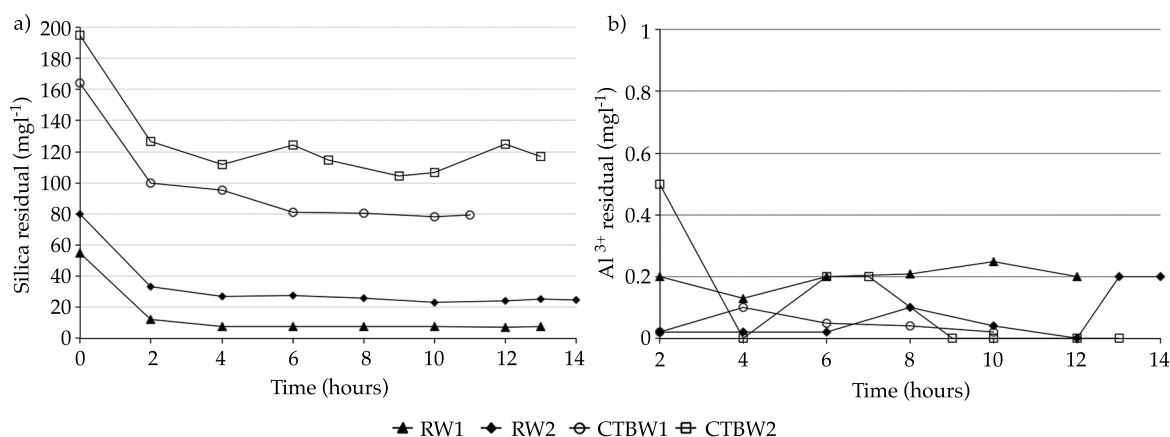 a)
Silica residual (mgl⁻¹)
200
180
160
140
120
100
80
60
40
20
0
0 2 4 6 8 10 12 14
Time (hours)
b)
Al ³⁺ residual (mgl⁻¹)
1
0.8
0.6
0.4
0.2
0
2 4 6 8 10 12 14
Time (hours)
RW1 RW2 CTBW1 CTBW2